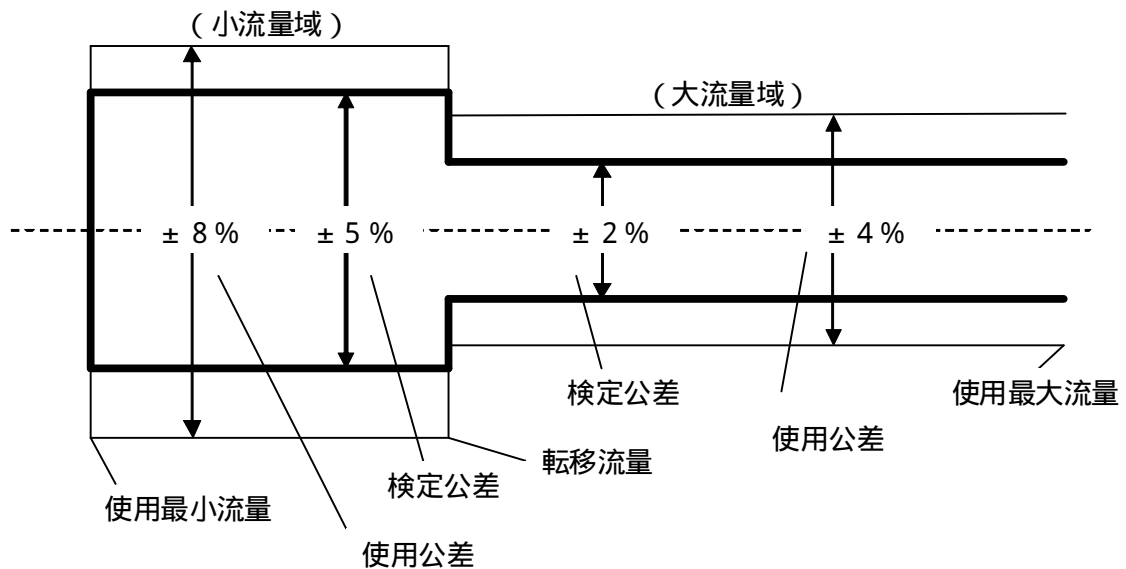 （小流量域）
（大流量域）
± 8％
± 5％
± 2％
± 4％
検定公差
使用最大流量
使用公差
転移流量
検定公差
使用最小流量
使用公差